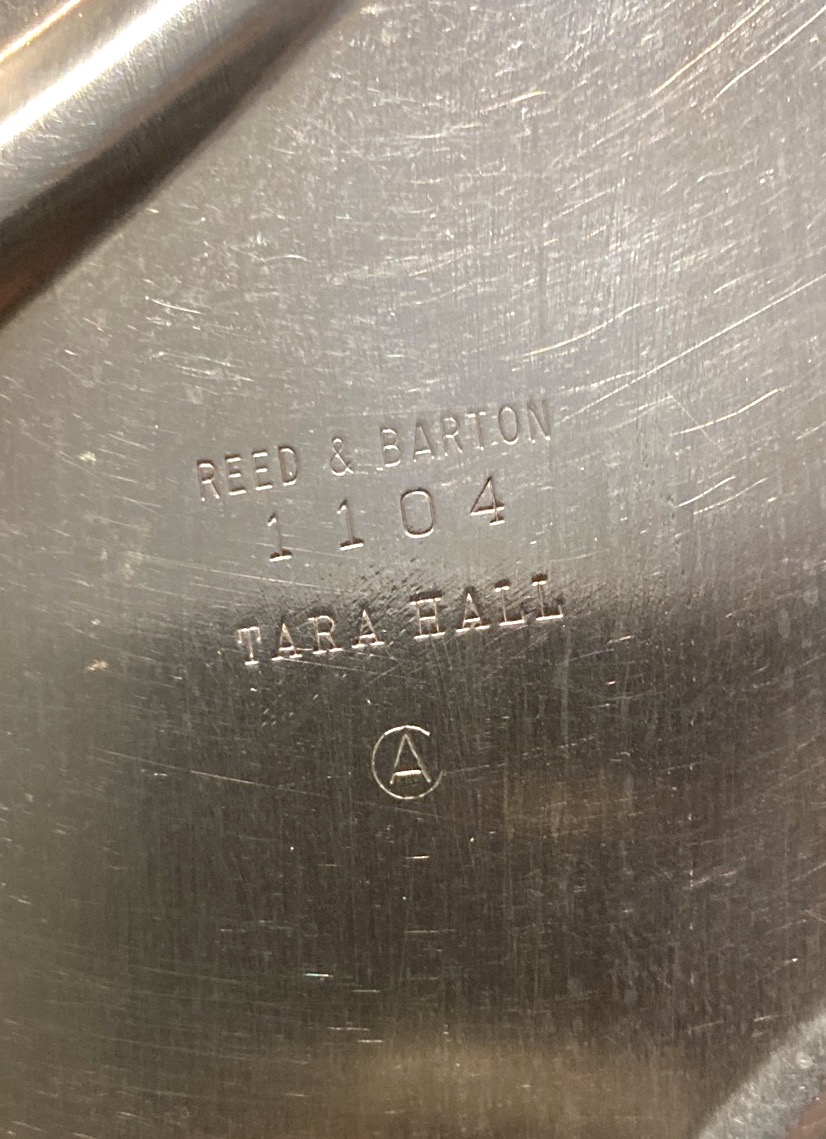 REED & BARTON
1104
TARA HALL
A